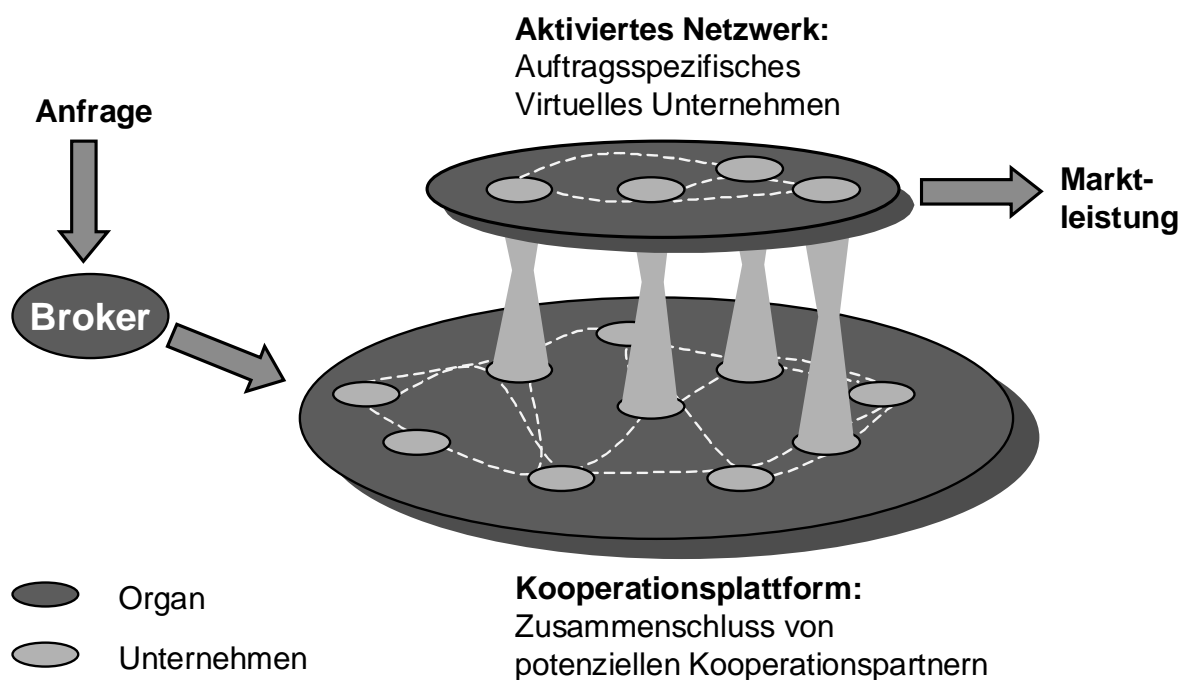 Aktiviertes Netzwerk:
Auftragsspezifisches
Virtuelles Unternehmen
Anfrage
Markt-
leistung
Broker
Kooperationsplattform:
Zusammenschluss von
potenziellen Kooperationspartnern
Organ
Unternehmen